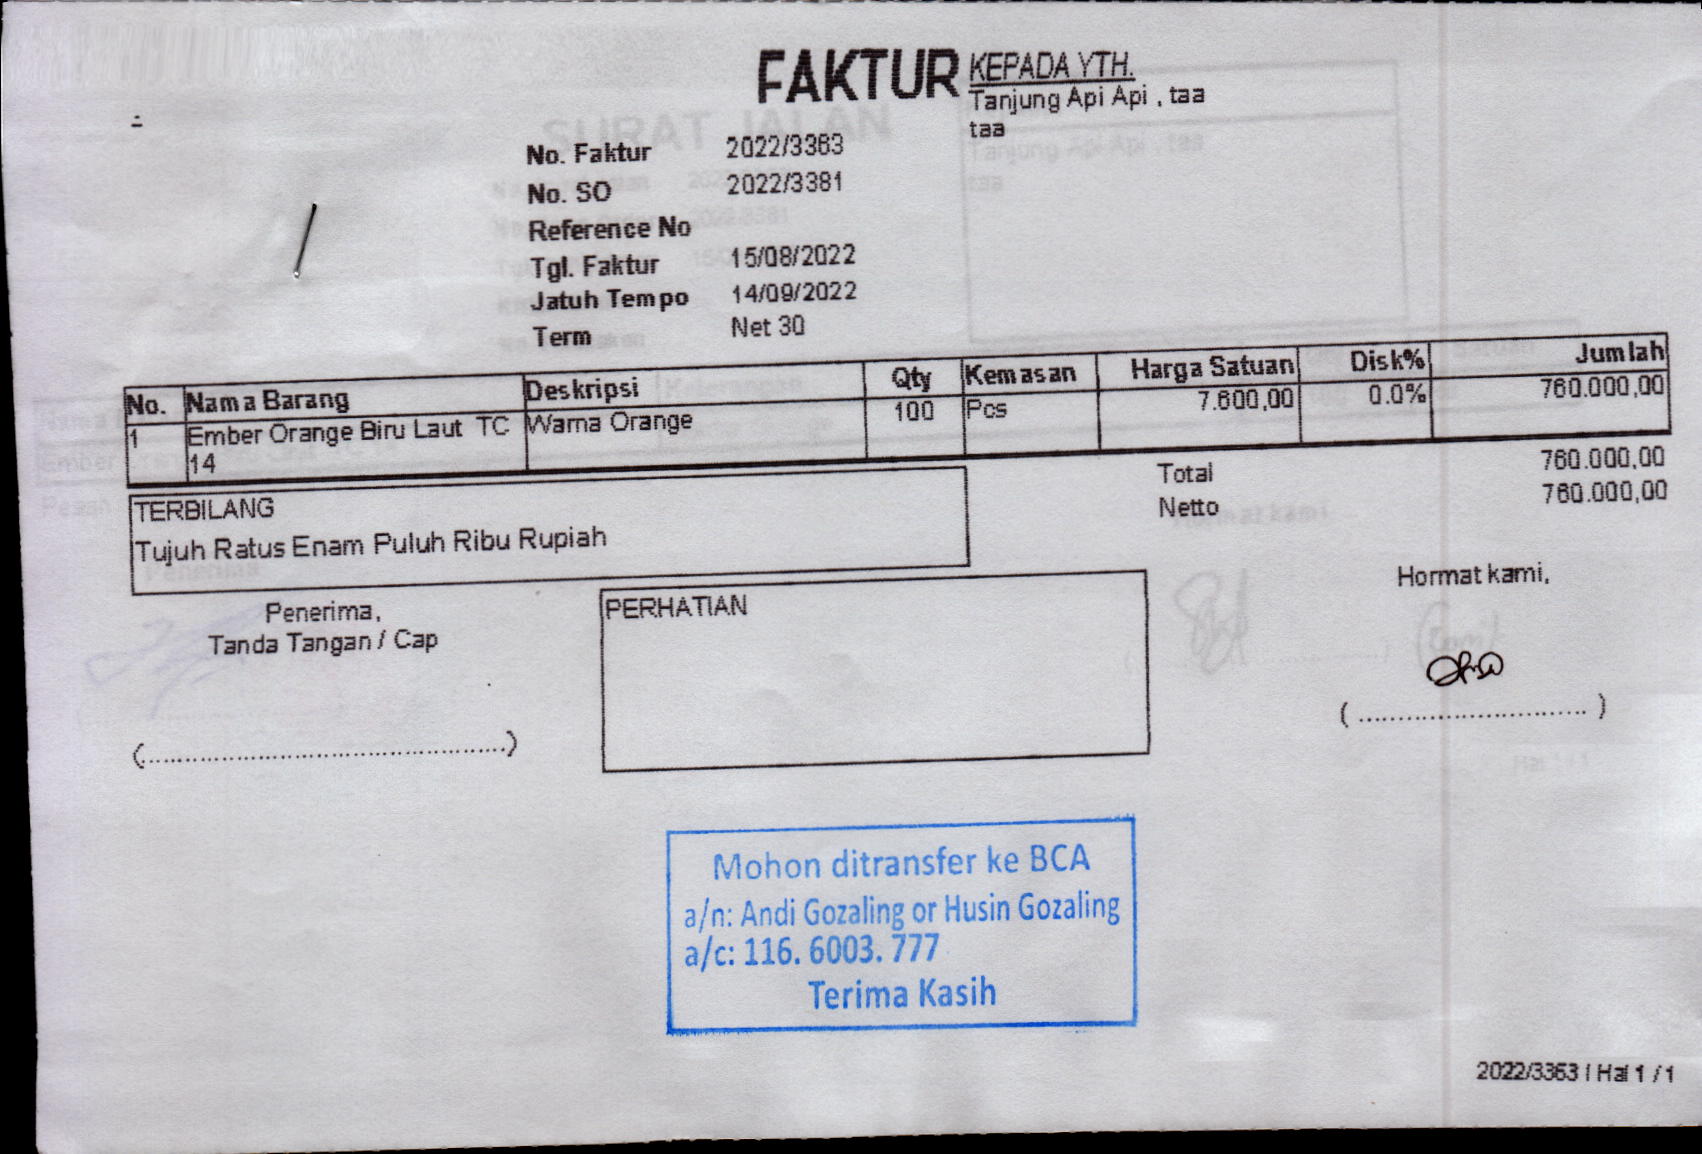 FAKTUR
KEPADA YTH.
Tanjung Api Api , taa
taa
No. Faktur 2022/3363
No. SO 2022/3381
Reference No
Tgl. Faktur 15/08/2022
Jatuh Tempo 14/09/2022
Term Net 30
No. Nama Barang Deskripsi Qty Kemasan Harga Satuan Disk% Jumlah
1 Ember Orange Biru Laut TC Warna Orange 100 Pcs 7.600,00 0.0% 760.000,00
14
Total 760.000,00
Netto 760.000,00
TERBILANG
Tujuh Ratus Enam Puluh Ribu Rupiah
Penerima,
Tanda Tangan / Cap
(............................................)
PERHATIAN
Hormat kami,
( ............................. )
Mohon ditransfer ke BCA
a/n: Andi Gozaling or Husin Gozaling
a/c: 116. 6003. 777
Terima Kasih
2022/3363 / Hal 1 / 1